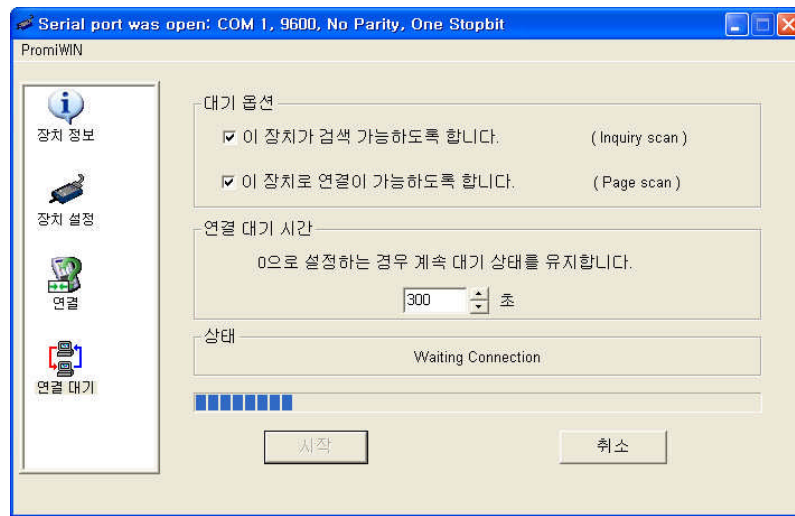 Serial port was open: COM 1, 9600, No Parity, One Stopbit
PromiWIN
장치 정보
장치 설정
연결
연결 대기
대기 옵션
이 장치가 검색 가능하도록 합니다. ( Inquiry scan )
이 장치로 연결이 가능하도록 합니다. ( Page scan )
연결 대기 시간
0으로 설정하는 경우 계속 대기 상태를 유지합니다.
300 초
상태
Waiting Connection
시작 취소